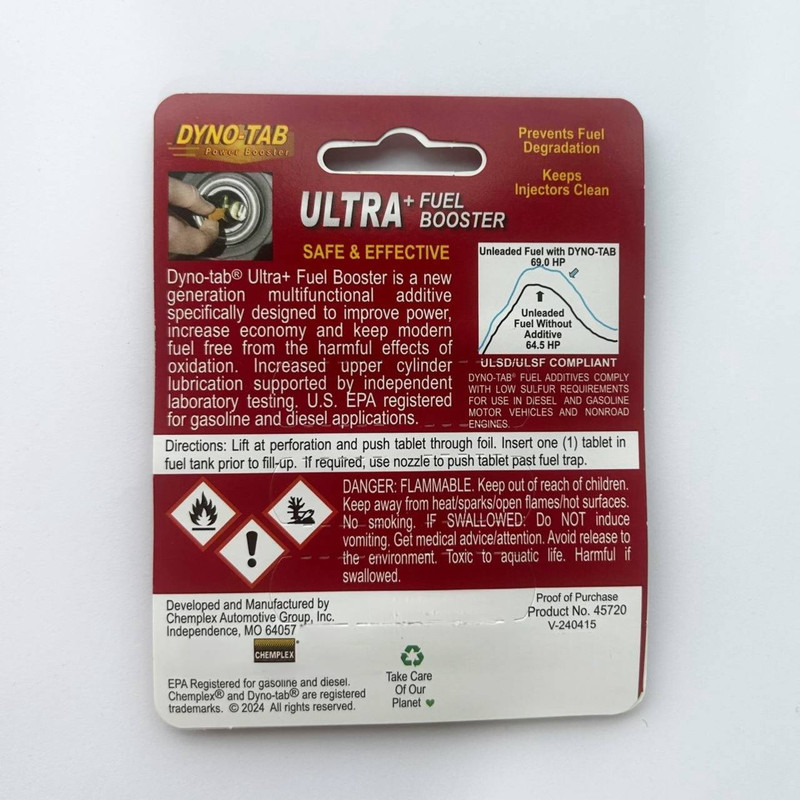 DYNO-TAB
Power Booster
Prevents Fuel
Degradation
Keeps
Injectors Clean
ULTRA+ FUEL
BOOSTER
SAFE & EFFECTIVE
Dyno-tab® Ultra+ Fuel Booster is a new
generation multifunctional additive
specifically designed to improve power,
increase economy and keep modern
fuel free from the harmful effects of
oxidation. Increased upper cylinder
lubrication supported by independent
laboratory testing. U.S. EPA registered
for gasoline and diesel applications.
Unleaded Fuel with DYNO-TAB
69.0 HP
Unleaded
Fuel Without
Additive
64.5 HP
ULSD/ULSF COMPLIANT
DYNO-TAB® FUEL ADDITIVES COMPLY
WITH LOW SULFUR REQUIREMENTS
FOR USE IN DIESEL AND GASOLINE
MOTOR VEHICLES AND NONROAD
ENGINES.
Directions: Lift at perforation and push tablet through foil. Insert one (1) tablet in
fuel tank prior to fill-up. If required, use nozzle to push tablet past fuel trap.
DANGER: FLAMMABLE. Keep out of reach of children.
Keep away from heat/sparks/open flames/hot surfaces.
No smoking. IF SWALLOWED: Do NOT induce
vomiting. Get medical advice/attention. Avoid release to
the environment. Toxic to aquatic life. Harmful if
swallowed.
Developed and Manufactured by
Chemplex Automotive Group, Inc.
Independence, MO 64057
CHEMPLEX
Proof of Purchase
Product No. 45720
V-240415
EPA Registered for gasoline and diesel.
Chemplex® and Dyno-tab® are registered
trademarks. © 2024 All rights reserved.
Take Care
Of Our
Planet